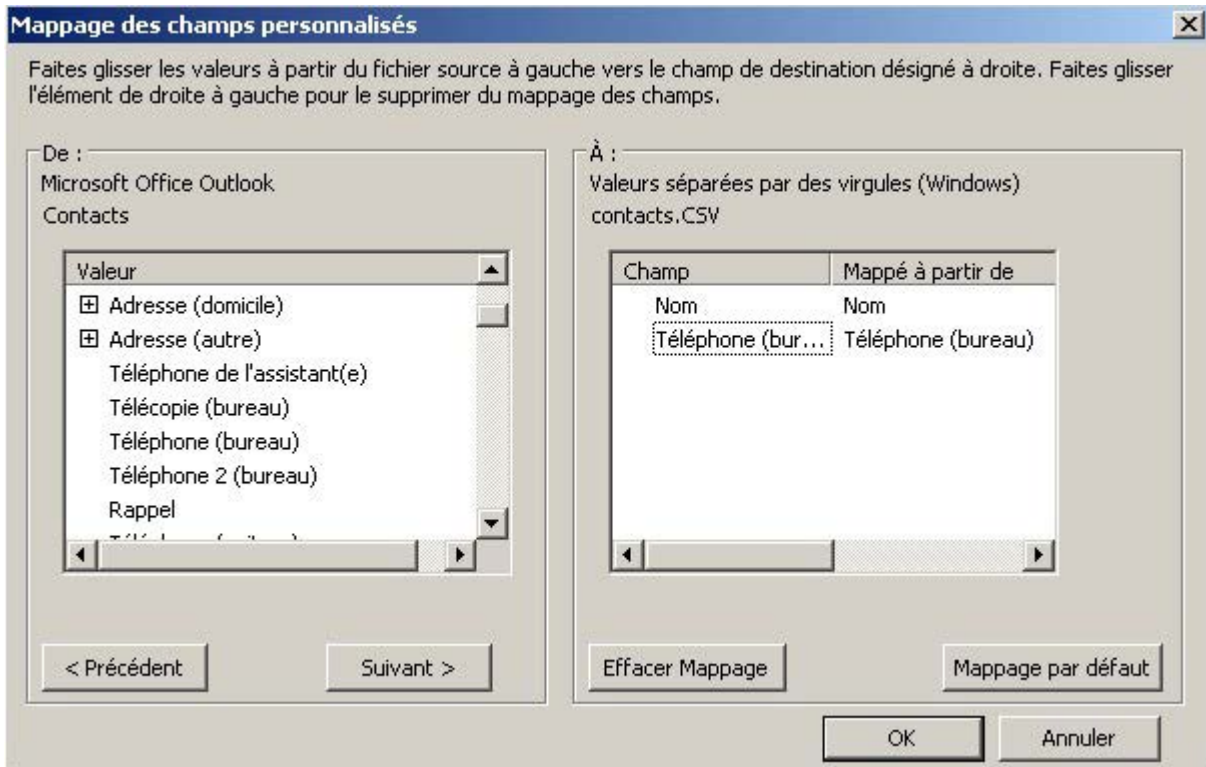 Mappage des champs personnalisés
Faites glisser les valeurs à partir du fichier source à gauche vers le champ de destination désigné à droite. Faites glisser
l'élément de droite à gauche pour le supprimer du mappage des champs.
De :
Microsoft Office Outlook
Contacts
Valeur
Adresse (domicile)
Adresse (autre)
Téléphone de l'assistant(e)
Télécopie (bureau)
Téléphone (bureau)
Téléphone 2 (bureau)
Rappel
< Précédent
Suivant >
À :
Valeurs séparées par des virgules (Windows)
contacts.CSV
Champ Mappé à partir de
Nom Nom
Téléphone (bur... Téléphone (bureau)
Effacer Mappage
Mappage par défaut
OK
Annuler